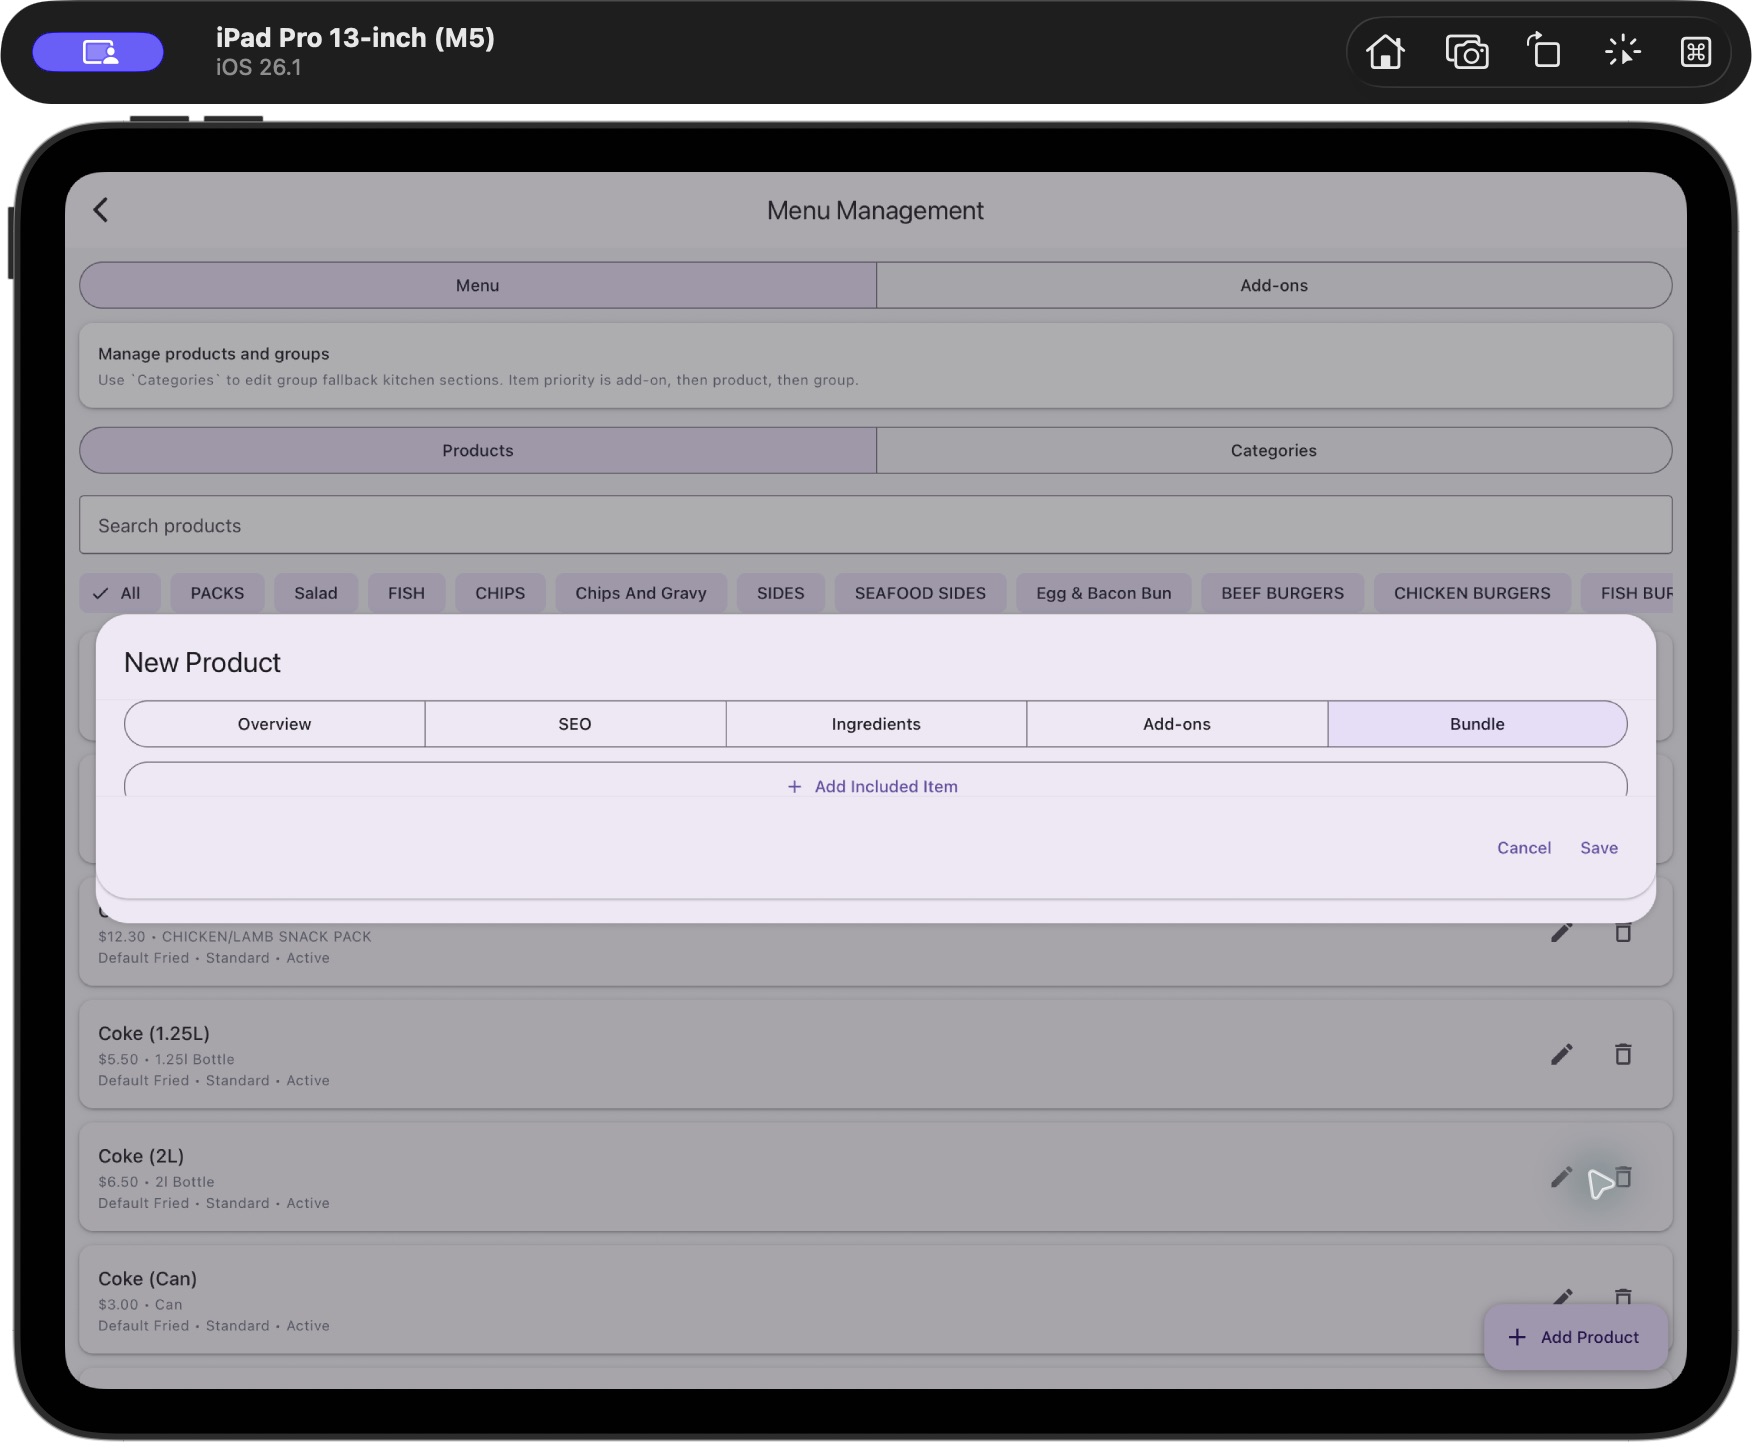 iPad Pro 13-inch (M5)
iOS 26.1
Menu Management
Menu
Add-ons
Manage products and groups
Use `Categories` to edit group fallback kitchen sections. Item priority is add-on, then product, then group.
Products
Categories
Search products
All
PACKS
Salad
FISH
CHIPS
Chips And Gravy
SIDES
SEAFOOD SIDES
Egg & Bacon Bun
BEEF BURGERS
CHICKEN BURGERS
FISH BUR
New Product
Overview
SEO
Ingredients
Add-ons
Bundle
+ Add Included Item
Cancel
Save
$12.30 • CHICKEN/LAMB SNACK PACK
Default Fried • Standard • Active
Coke (1.25L)
$5.50 • 1.25l Bottle
Default Fried • Standard • Active
Coke (2L)
$6.50 • 2l Bottle
Default Fried • Standard • Active
Coke (Can)
$3.00 • Can
Default Fried • Standard • Active
+ Add Product